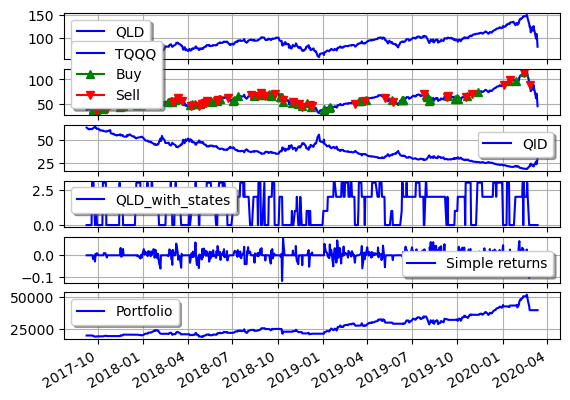 150
QLD
100
TQQQ
100
Buy
50
Sell
50
QID
25
2.5
QLD_with_states
0.0
0.0
Simple returns
−0.1
50000
Portfolio
25000
2017-10
2018-01
2018-04
2018-07
2018-10
2019-01
2019-04
2019-07
2019-10
2020-01
2020-04